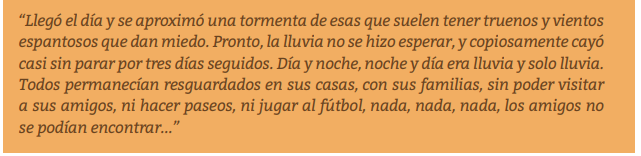 “Llegó el día y se aproximó una tormenta de esas que suelen tener truenos y vientos
espantosos que dan miedo. Pronto, la lluvia no se hizo esperar, y copiosamente cayó
casi sin parar por tres días seguidos. Día y noche, noche y día era lluvia y solo lluvia.
Todos permanecían resguardados en sus casas, con sus familias, sin poder visitar
a sus amigos, ni hacer paseos, ni jugar al fútbol, nada, nada, nada, los amigos no
se podían encontrar...”